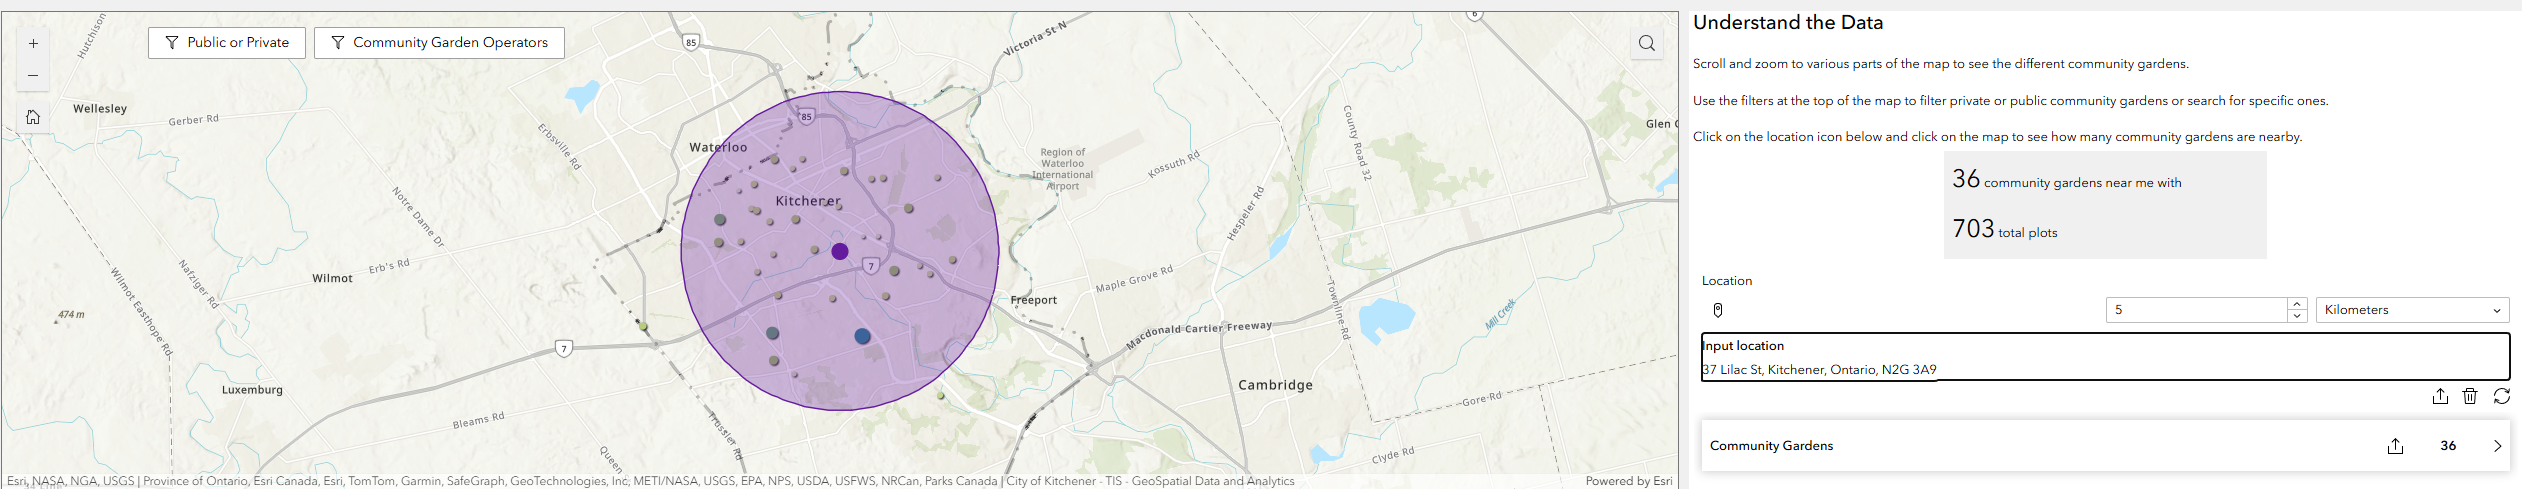 Understand the Data
Scroll and zoom to various parts of the map to see the different community gardens.
Use the filters at the top of the map to filter private or public community gardens or search for specific ones.
Click on the location icon below and click on the map to see how many community gardens are nearby.
36 community gardens near me with
703 total plots
Location
5
Kilometers
Input location
37 Lilac St, Kitchener, Ontario, N2G 3A9
Community Gardens
36
+
−
Public or Private
Community Garden Operators
Hutchison
85
Victoria St N
6
Wellesley
Gerber Rd
Erbsville Rd
85
Waterloo
Region of
Waterloo
International
Airport
Kossuth Rd
County Road 32
Glen C
Notre Dame Dr
Kitchener
Hespeler Rd
Wilmot
Erb's Rd
Nafziger Rd
Wilmot Easthope Rd
7
Maple Grove Rd
Freeport
Townline Rd
Mill Creek
474 m
Macdonald Cartier Freeway
7
Luxemburg
Cambridge
Bleams Rd
Trussler Rd
Gore Rd
Queen
Clyde Rd
Esri, NASA, NGA, USGS | Province of Ontario, Esri Canada, Esri, TomTom, Garmin, SafeGraph, GeoTechnologies, Inc, METI/NASA, USGS, EPA, NPS, USDA, USFWS, NRCan, Parks Canada | City of Kitchener - TIS - GeoSpatial Data and Analytics
Powered by Esri